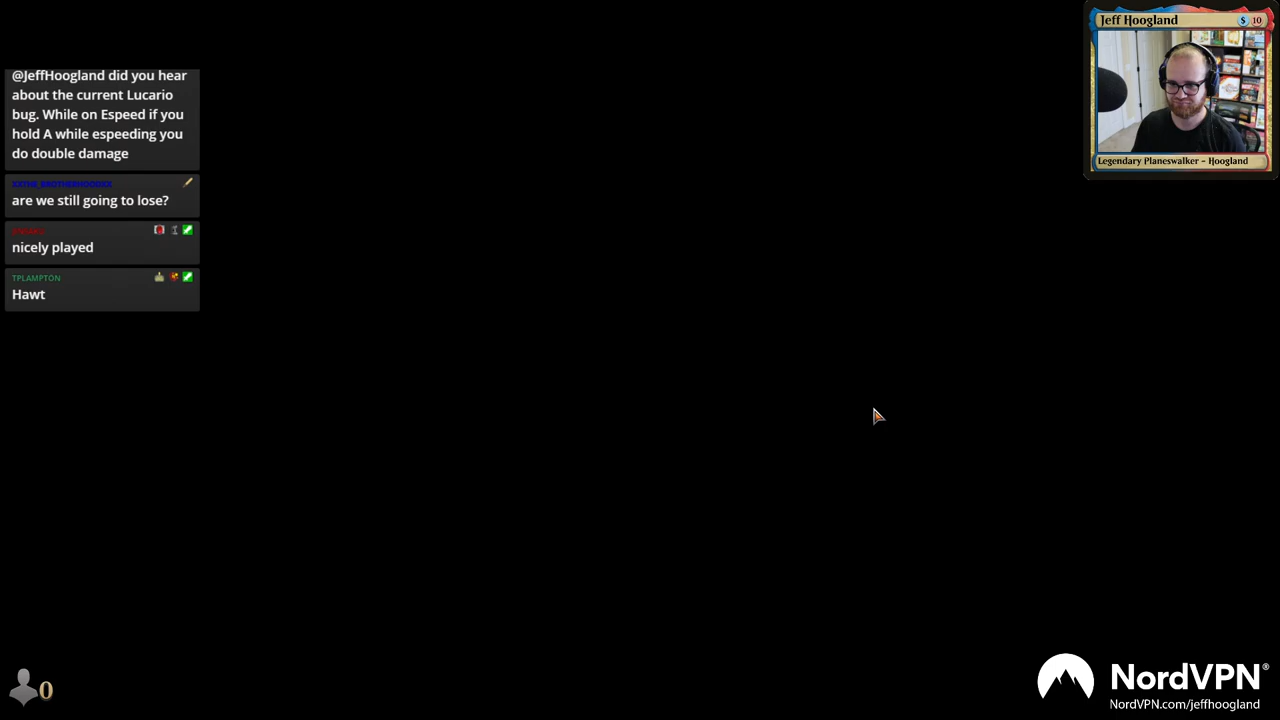 Jeff Hoogland
$ 10
@JeffHoogland did you hear
about the current Lucario
bug. While on Espeed if you
hold A while espeeding you
do double damage
are we still going to lose?
nicely played
TPLAMPTON
Hawt
Legendary Planeswalker - Hoogland
0
NordVPN®
NordVPN.com/jeffhoogland